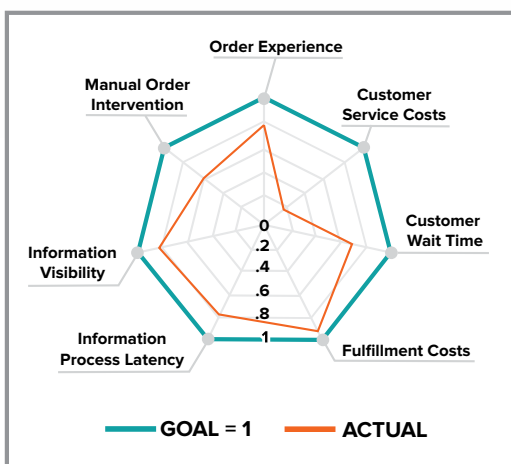 Order Experience
Manual Order
Intervention
Customer
Service Costs
Customer
Wait Time
Information
Visibility
Information
Process Latency
Fulfillment Costs
0
.2
.4
.6
.8
1
GOAL = 1
ACTUAL